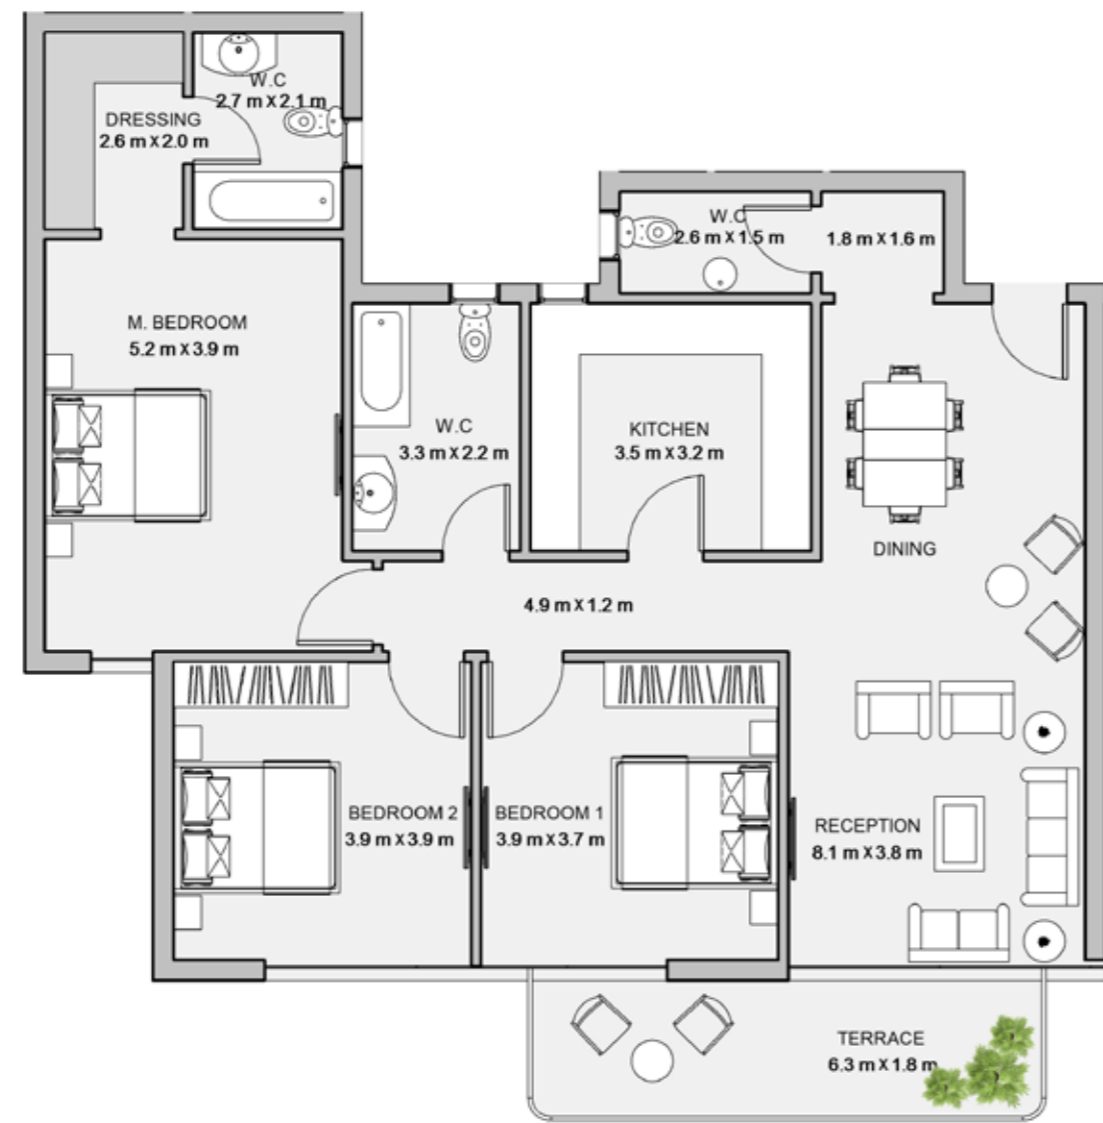 W.C
2.7 m X 2.1 m
DRESSING
2.6 m X 2.0 m
W.C
2.6 m X 1.5 m
1.8 m X 1.6 m
M. BEDROOM
5.2 m X 3.9 m
W.C
3.3 m X 2.2 m
KITCHEN
3.5 m X 3.2 m
DINING
4.9 m X 1.2 m
BEDROOM 2
3.9 m X 3.9 m
BEDROOM 1
3.9 m X 3.7 m
RECEPTION
8.1 m X 3.8 m
TERRACE
6.3 m X 1.8 m